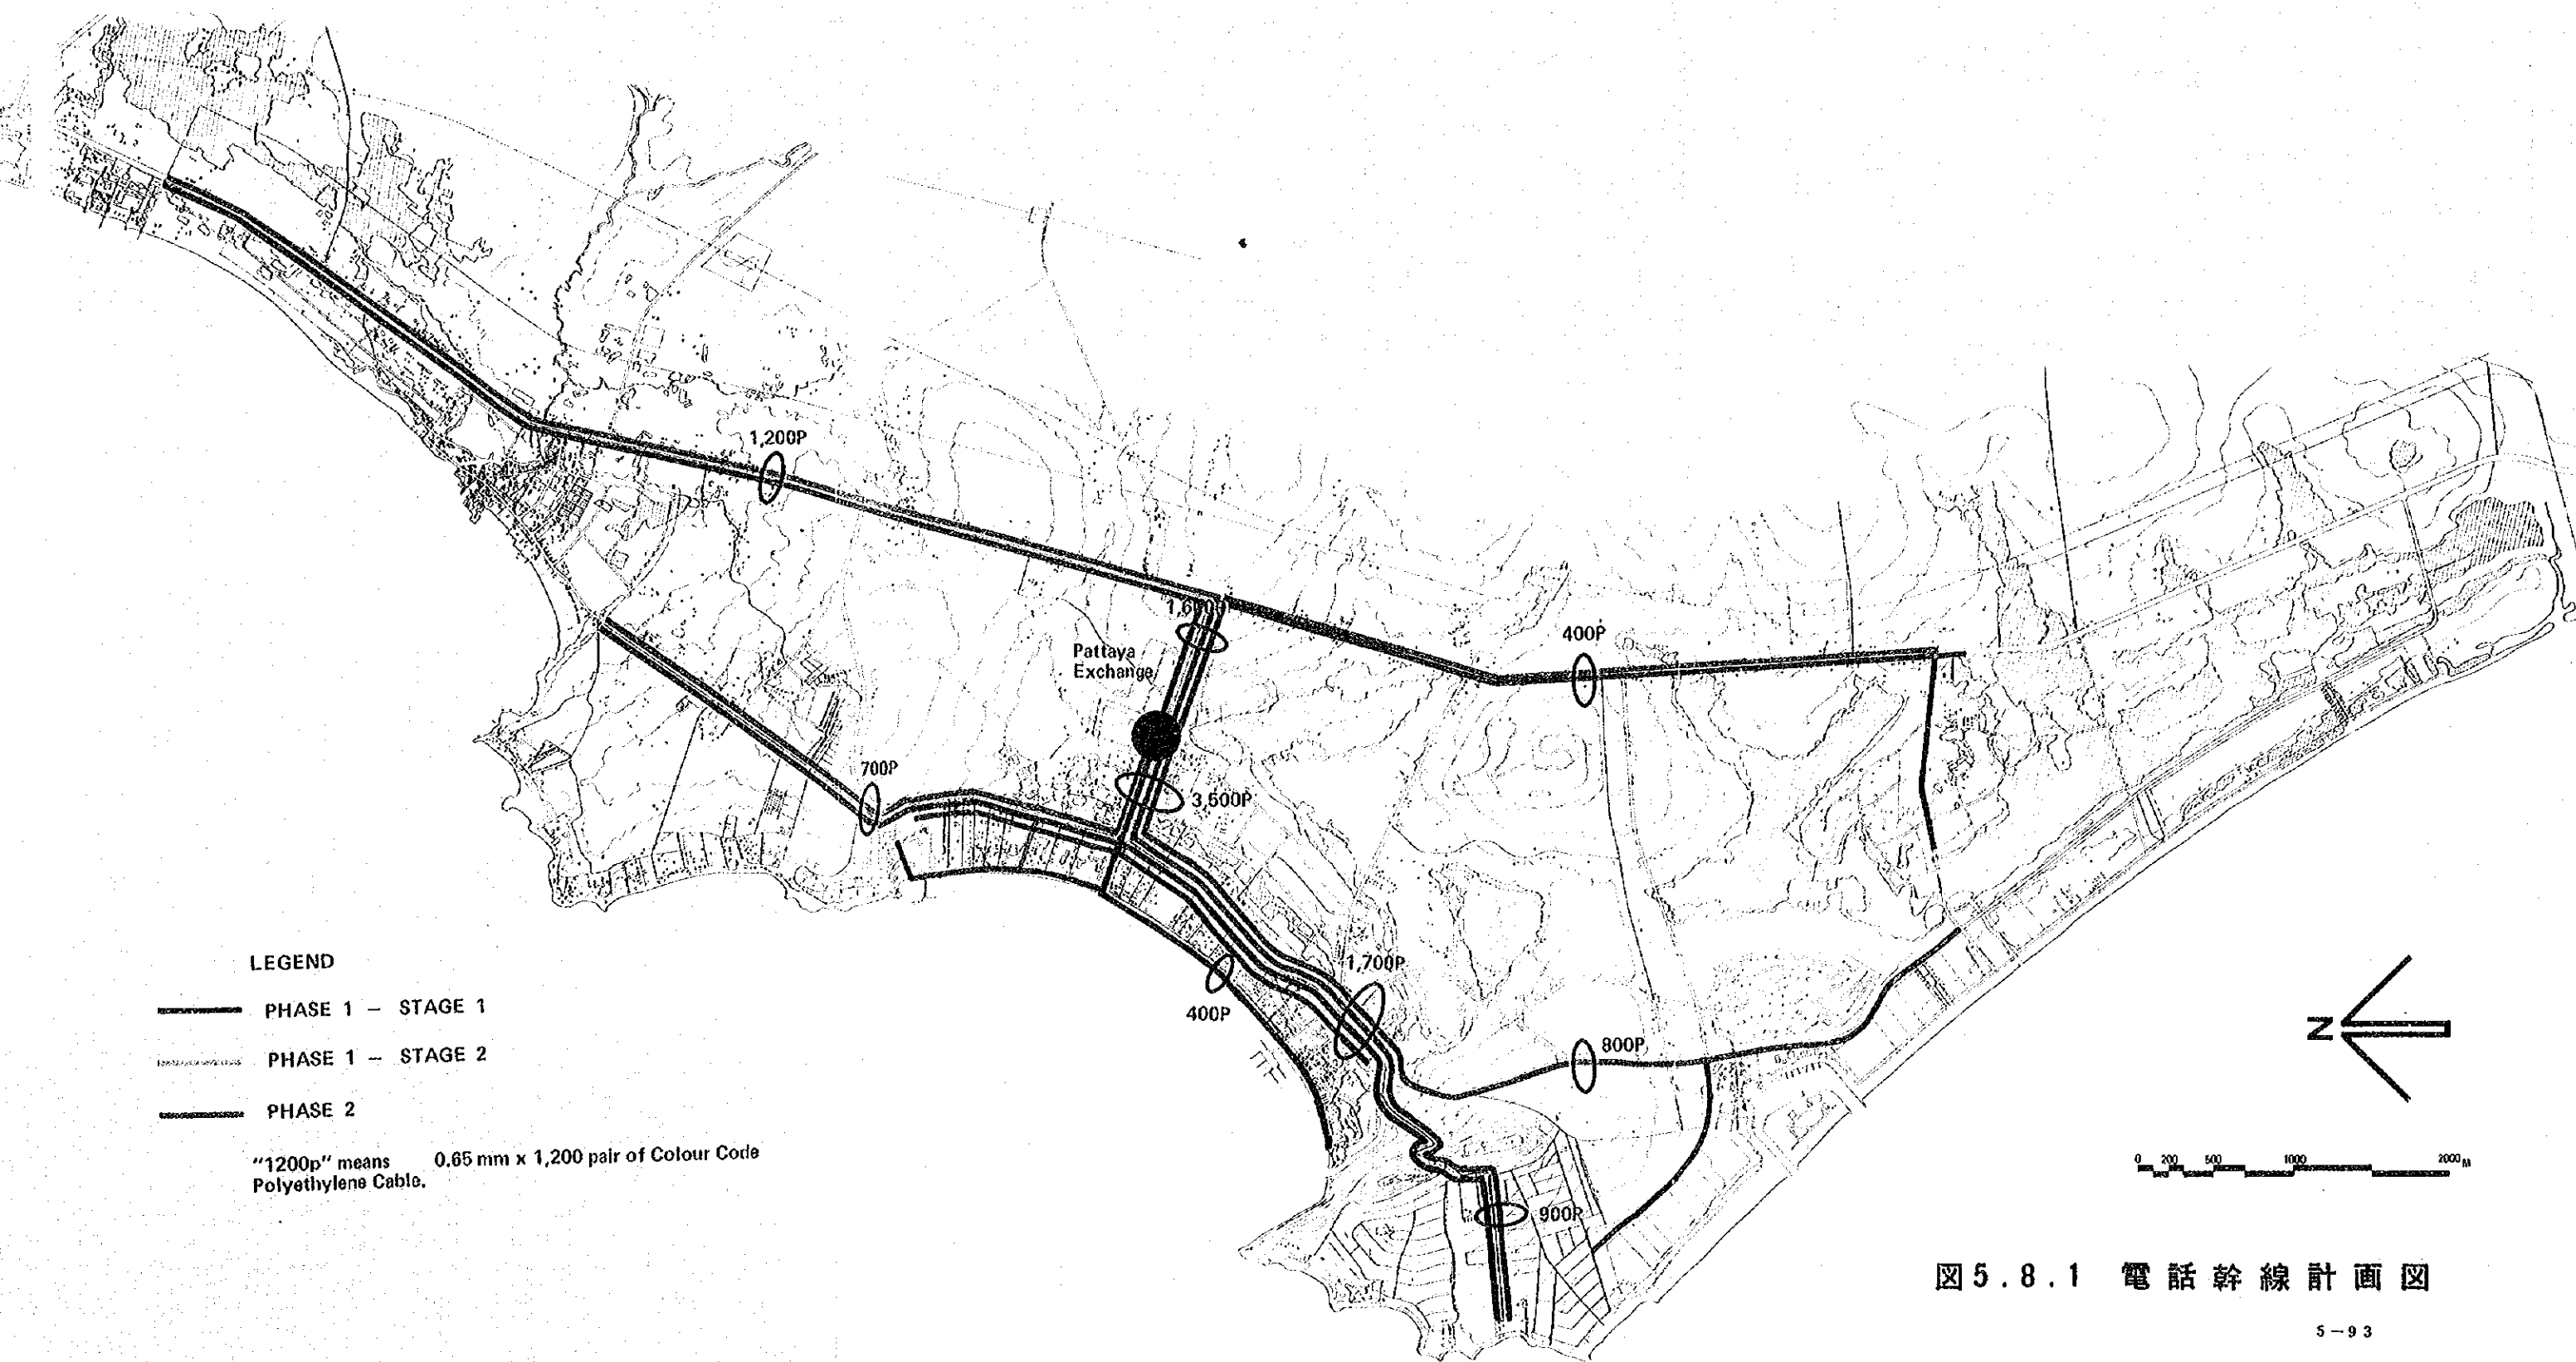 1,200P
1,600P
Pattaya
Exchange
400P
700P
3,500P
1,700P
400P
800P
900P
LEGEND
PHASE 1 – STAGE 1
PHASE 1 – STAGE 2
PHASE 2
"1200p" means 0.65 mm x 1,200 pair of Colour Code
Polyethylene Cable.
N
0 200 500 1000 2000 M
図5.8.1 電話幹線計画図
5-93